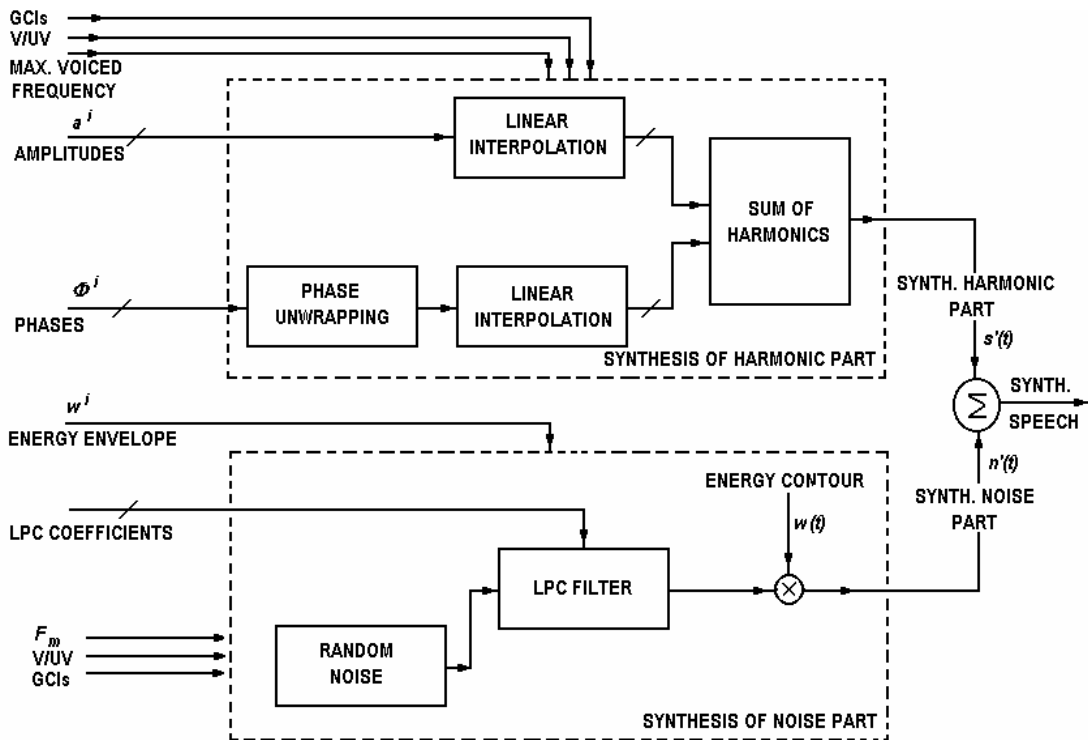 GCIs
V/UV
MAX. VOICED
FREQUENCY
a i
AMPLITUDES
LINEAR
INTERPOLATION
SUM OF
HARMONICS
Φ i
PHASES
PHASE
UNWRAPPING
LINEAR
INTERPOLATION
SYNTHESIS OF HARMONIC PART
SYNTH. HARMONIC
PART
s'(t)
Σ
SYNTH.
SPEECH
n'(t)
SYNTH. NOISE
PART
w i
ENERGY ENVELOPE
LPC COEFFICIENTS
ENERGY CONTOUR
w(t)
LPC FILTER
×
RANDOM
NOISE
F m
V/UV
GCIs
SYNTHESIS OF NOISE PART